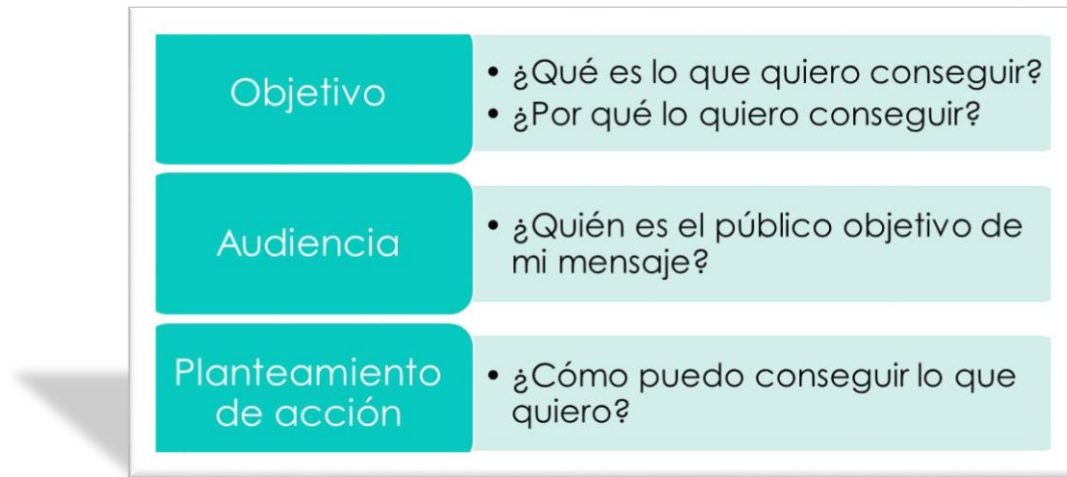 Objetivo
• ¿Qué es lo que quiero conseguir?
• ¿Por qué lo quiero conseguir?
Audiencia
• ¿Quién es el público objetivo de
mi mensaje?
Planteamiento
de acción
• ¿Cómo puedo conseguir lo que
quiero?